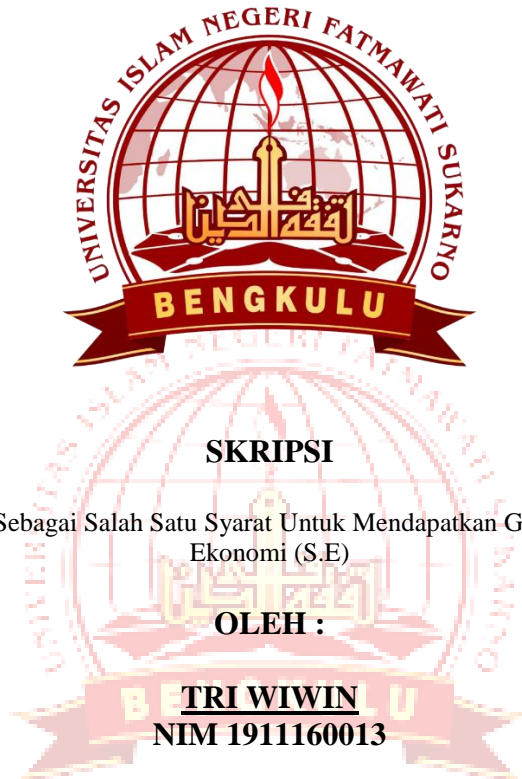 UNIVERSITAS ISLAM NEGERI FATMAWATI SUKARNO
BENGKULU
SKRIPSI
Sebagai Salah Satu Syarat Untuk Mendapatkan G
Ekonomi (S.E)
OLEH :
TRI WIWIN
NIM 1911160013